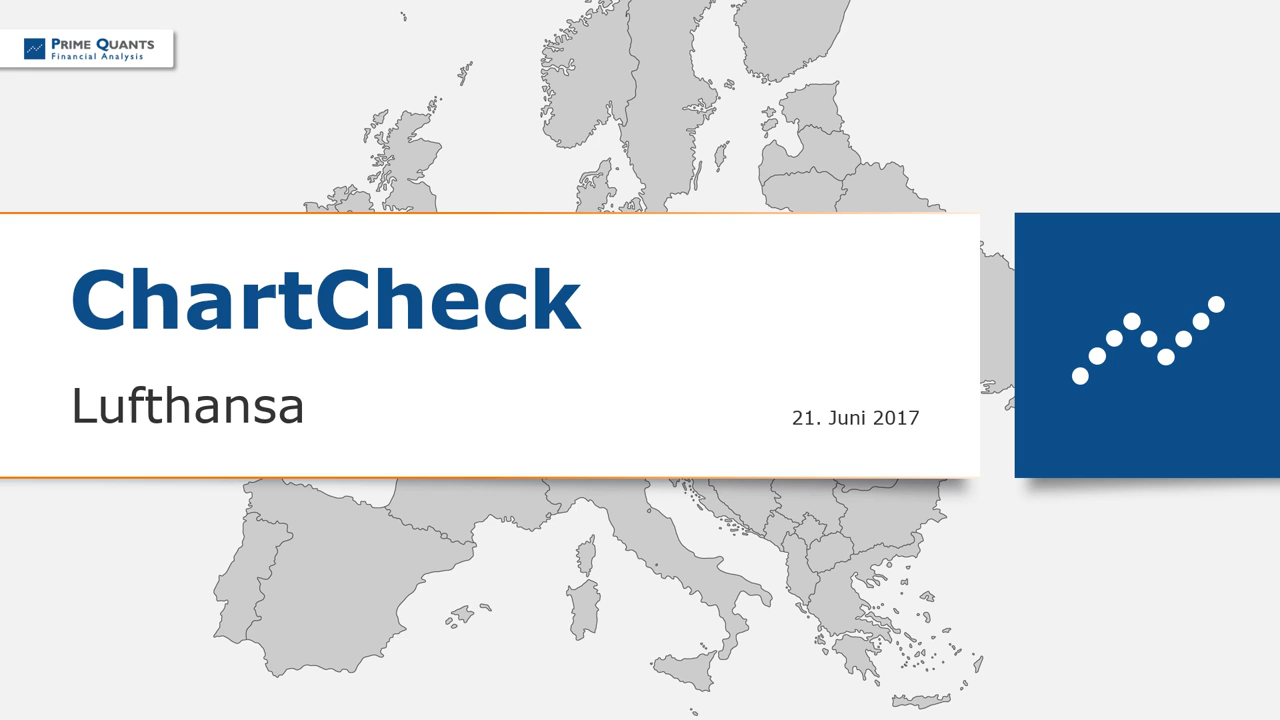 PRIME QUANTS
Financial Analysis
ChartCheck
Lufthansa
21. Juni 2017